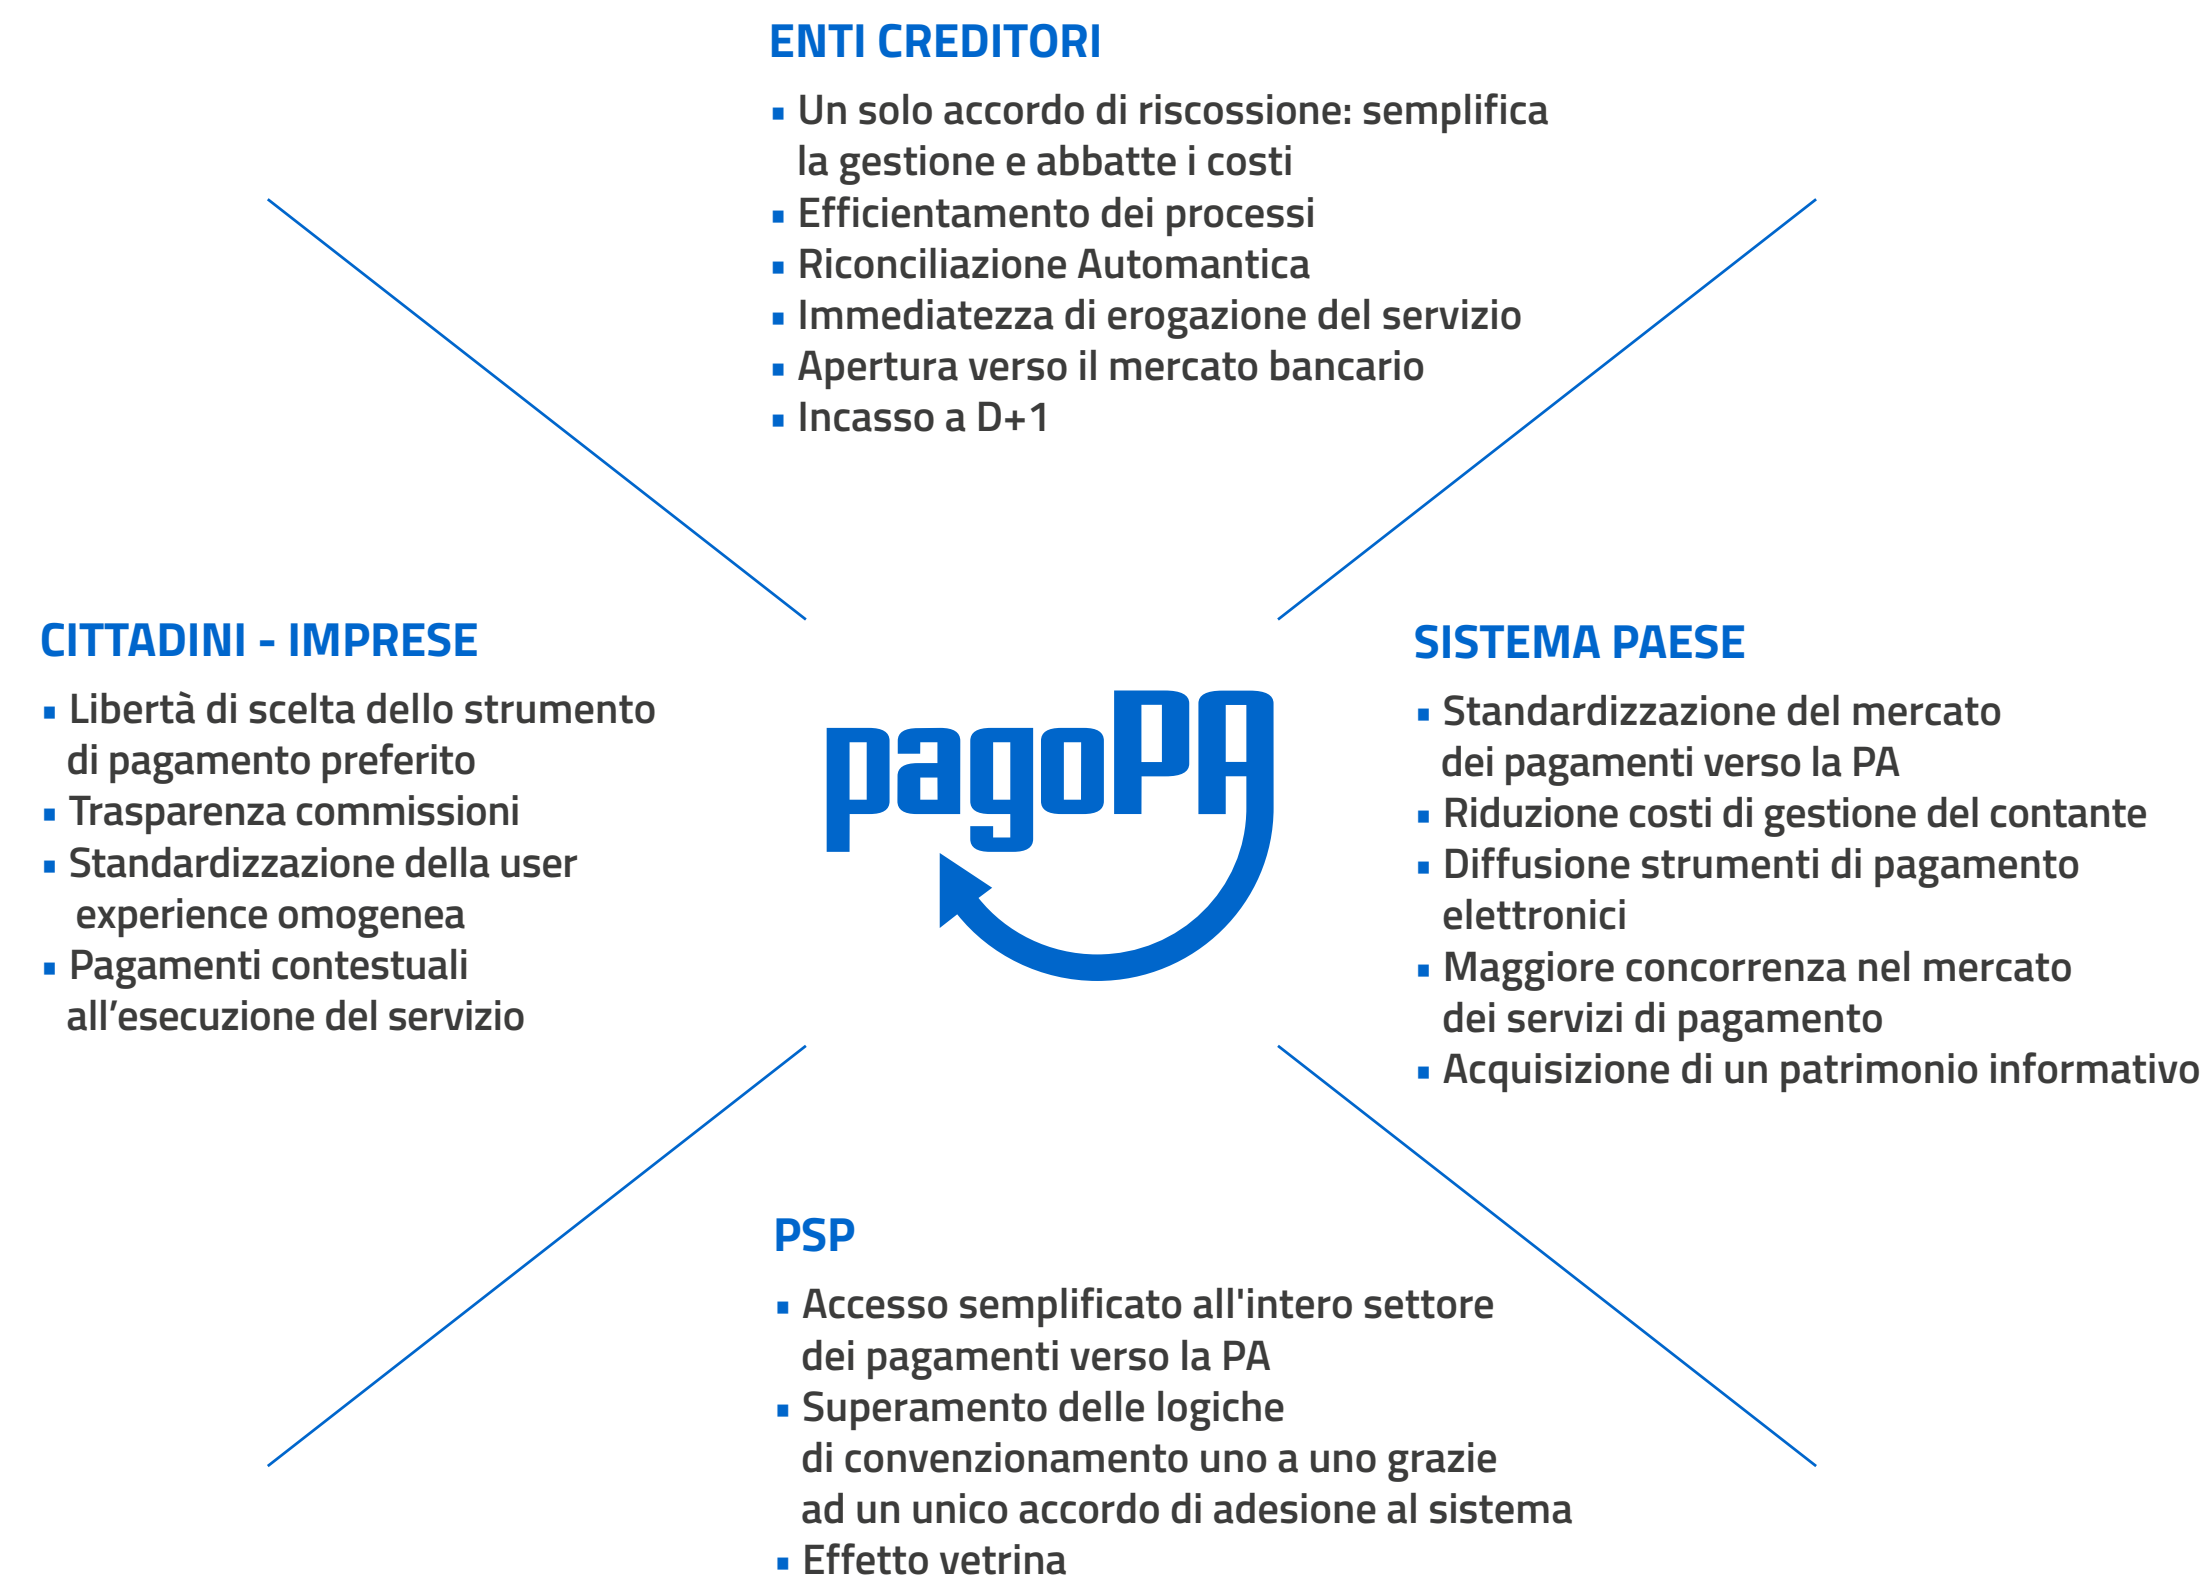 ENTI CREDITORI
▪ Un solo accordo di riscossione: semplifica
la gestione e abbatte i costi
▪ Efficientamento dei processi
▪ Riconciliazione Automantica
▪ Immediatezza di erogazione del servizio
▪ Apertura verso il mercato bancario
▪ Incasso a D+1
CITTADINI - IMPRESE
▪ Libertà di scelta dello strumento
di pagamento preferito
▪ Trasparenza commissioni
▪ Standardizzazione della user
experience omogenea
▪ Pagamenti contestuali
all’esecuzione del servizio
pagoPA
SISTEMA PAESE
▪ Standardizzazione del mercato
dei pagamenti verso la PA
▪ Riduzione costi di gestione del contante
▪ Diffusione strumenti di pagamento
elettronici
▪ Maggiore concorrenza nel mercato
dei servizi di pagamento
▪ Acquisizione di un patrimonio informativo
PSP
▪ Accesso semplificato all'intero settore
dei pagamenti verso la PA
▪ Superamento delle logiche
di convenzionamento uno a uno grazie
ad un unico accordo di adesione al sistema
▪ Effetto vetrina